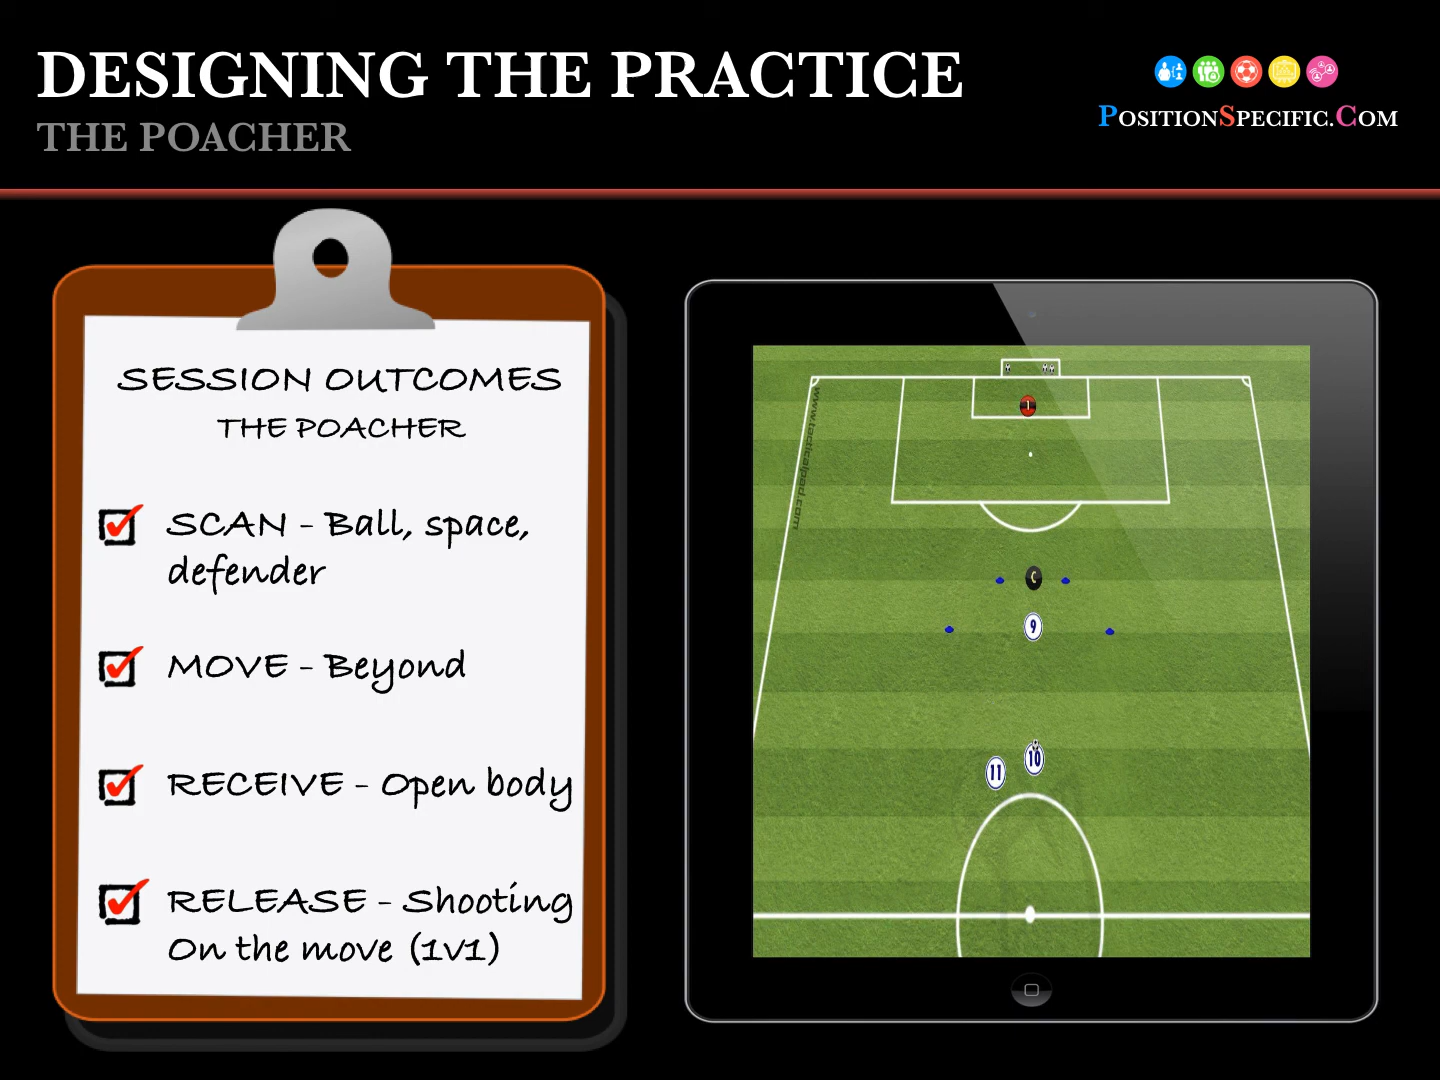 DESIGNING THE PRACTICE
THE POACHER
PositionSpecific.Com
SESSION OUTCOMES
THE POACHER
SCAN - Ball, space,
defender
MOVE - Beyond
RECEIVE - Open body
RELEASE - Shooting
On the move (1v1)
www.tacticalpad.com
1
C
9
10
11